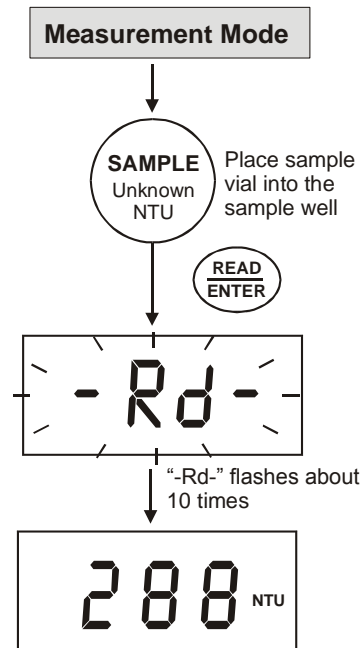 Measurement Mode
SAMPLE
Unknown
NTU
Place sample
vial into the
sample well
READ
ENTER
-Rd-
“-Rd-” flashes about
10 times
288 NTU